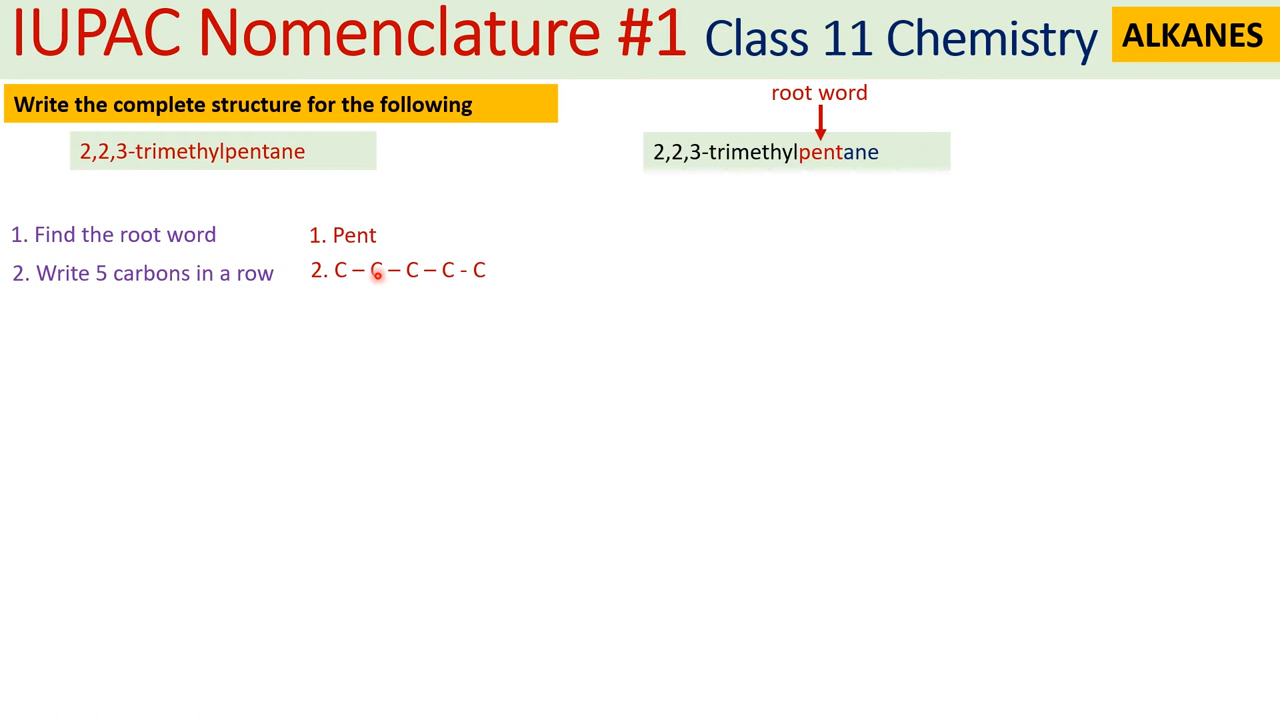 IUPAC Nomenclature #1 Class 11 Chemistry ALKANES
Write the complete structure for the following
root word
2,2,3-trimethylpentane
2,2,3-trimethylpentane
1. Find the root word
1. Pent
2. Write 5 carbons in a row
2. C – C – C – C - C